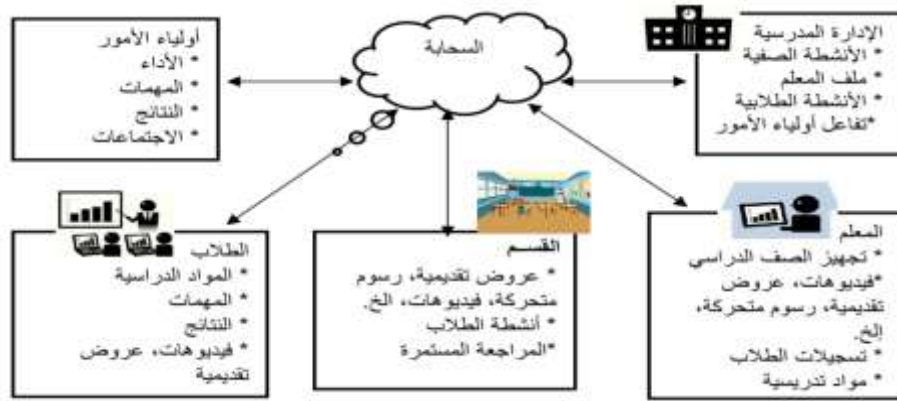 السحابة
الإدارة المدرسية
* الأنشطة الصفية
* ملف المعلم
* الأنشطة الطلابية
*تفاعل أولياء الأمور
أولياء الأمور
* الأداء
* المهمات
* النتائج
* الاجتماعات
المعلم
* تجهيز الصف الدراسي
*فيديوهات، عروض
تقديمية، رسوم متحركة،
إلخ.
* تسجيلات الطلاب
* مواد تدريسية
القسم
* عروض تقديمية، رسوم
متحركة، فيديوهات، الخ.
* أنشطة الطلاب
*المراجعة المستمرة
الطلاب
* المواد الدراسية
* المهمات
* النتائج
* فيديوهات، عروض
تقديمية